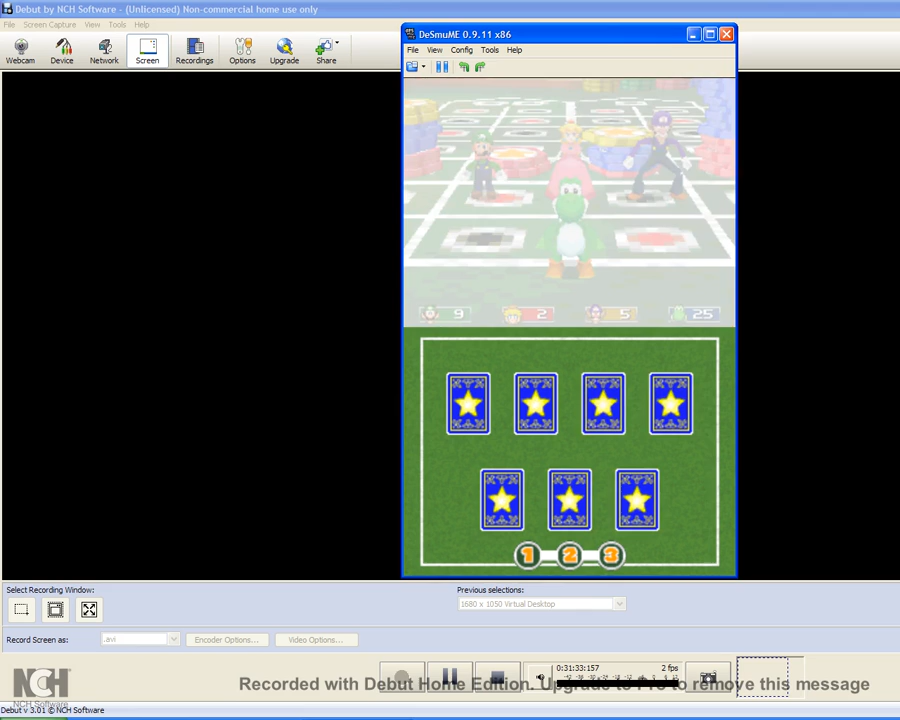 Debut by NCH Software - (Unlicensed) Non-commercial home use only
File Screen Capture View Tools Help
Webcam Device Network Screen Recordings Options Upgrade Share
DeSmuME 0.9.11 x86
File View Config Tools Help
9 2 5 25
1 2 3
Select Recording Window:
Previous selections:
1680 x 1050 Virtual Desktop
Record Screen as: .avi Encoder Options... Video Options...
0:31:33:157 2 fps
Recorded with Debut Home Edition. Upgrade to Pro to remove this message
NCH
NCH Software
Debut v 3.01 © NCH Software